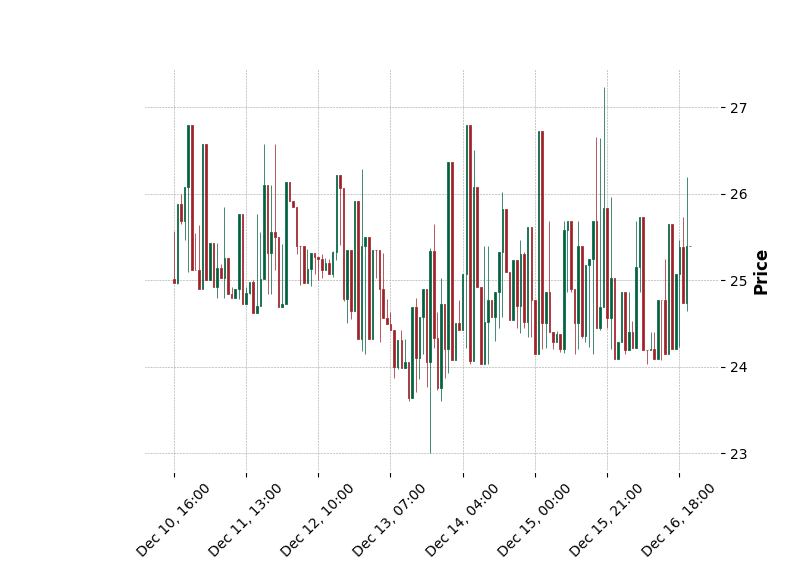 27
26
25
24
23
Price
Dec 10, 16:00
Dec 11, 13:00
Dec 12, 10:00
Dec 13, 07:00
Dec 14, 04:00
Dec 15, 00:00
Dec 15, 21:00
Dec 16, 18:00